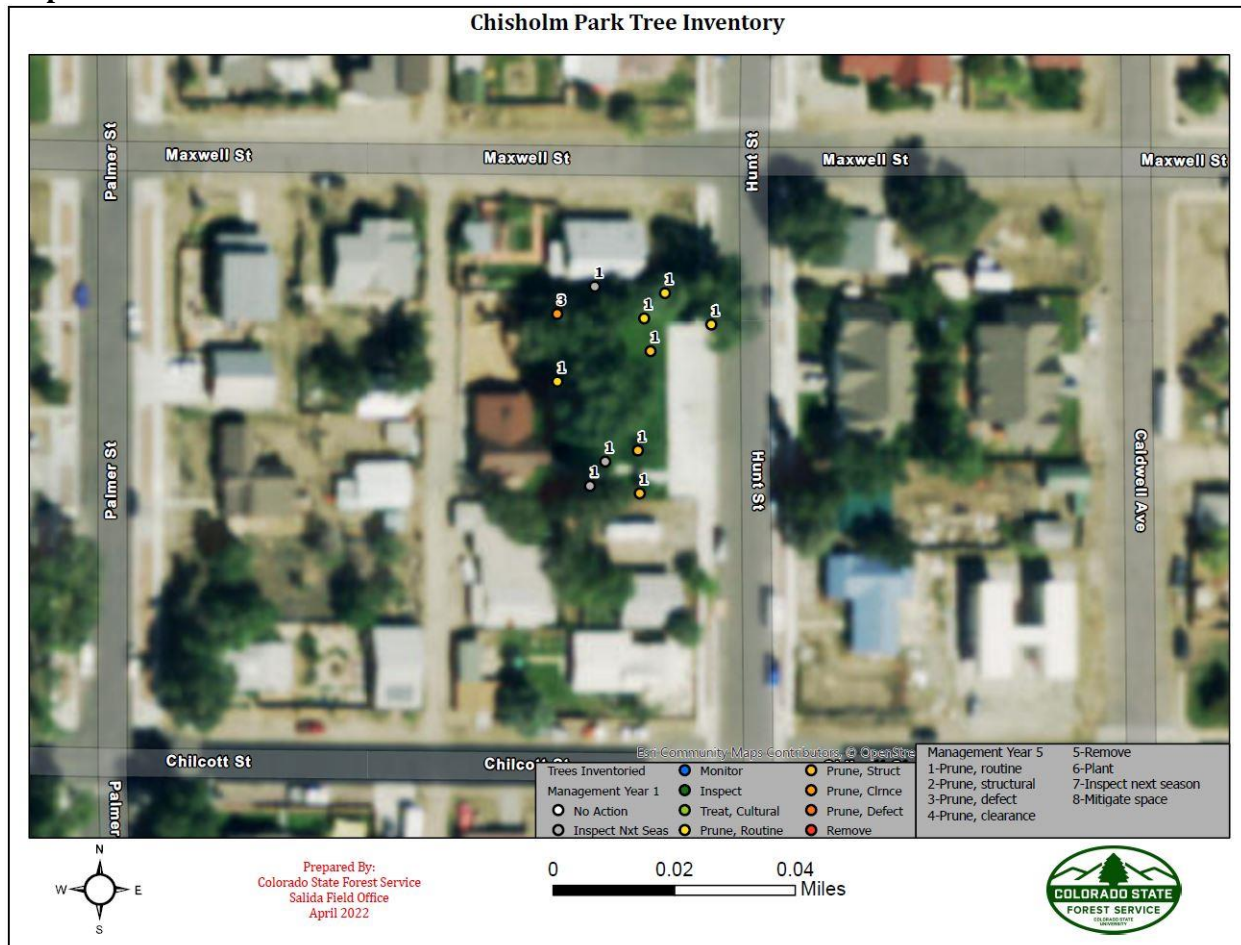 Chisholm Park Tree Inventory
Palmer St
Maxwell St
Maxwell St
Hunt St
Maxwell St
Maxwell St
1
1
3
1
1
1
1
1
1
1
1
Palmer St
Hunt St
Caldwell Ave
Chilcott St
Chilcott St
Palmer
Esri Community Maps Contributors, © OpenStre
Trees Inventoried
Management Year 1
No Action
Inspect Nxt Seas
Monitor
Inspect
Treat, Cultural
Prune, Routine
Prune, Struct
Prune, Clrnce
Prune, Defect
Remove
Management Year 5
1-Prune, routine
2-Prune, structural
3-Prune, defect
4-Prune, clearance
5-Remove
6-Plant
7-Inspect next season
8-Mitigate space
N
W
E
S
Prepared By:
Colorado State Forest Service
Salida Field Office
April 2022
0 0.02 0.04
Miles
COLORADO STATE
FOREST SERVICE
COLORADO STATE
UNIVERSITY